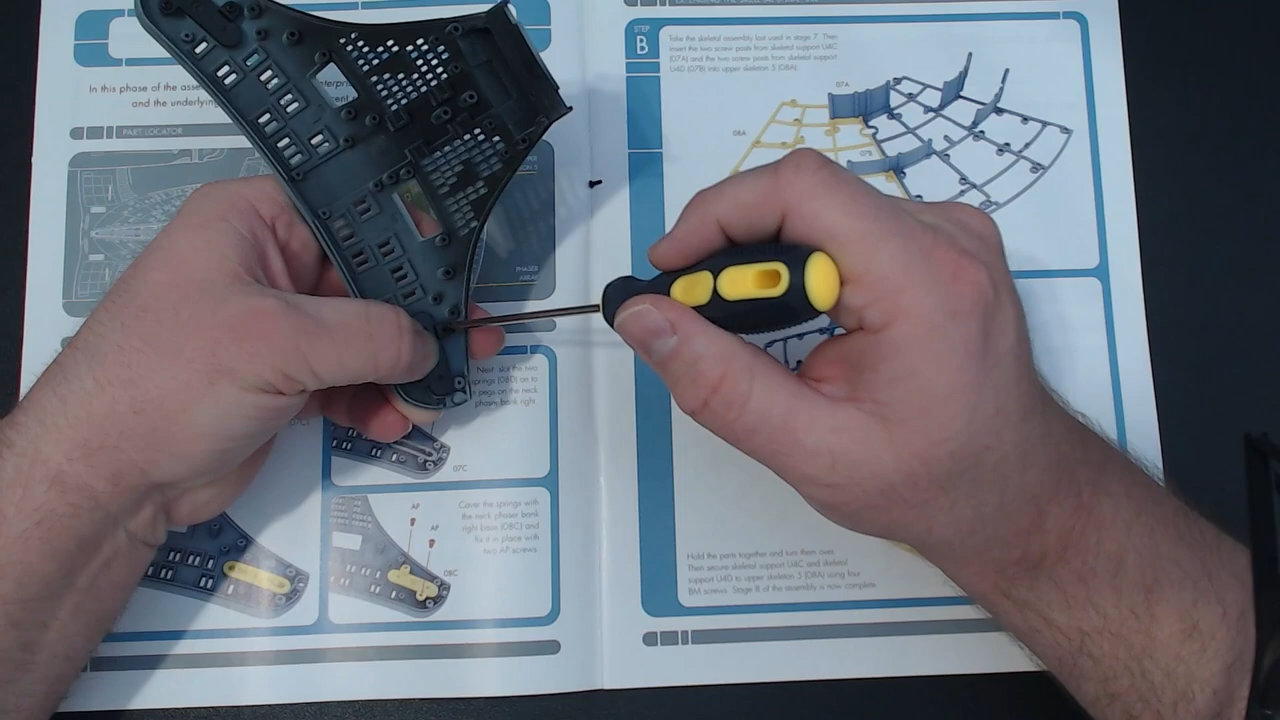 In this phase of the asse
nterpris
and the underlying
ent
PART LOCATOR
PHASER
ARRAY
Next slot the two
springs (08D) on to
pegs on the neck
phaser bank right
07C
AP
AP
Cover the springs with
the neck phaser bank
right base (08C) and
fix it in place with
two AP screws.
08C
STEP
B
Take the skeletal assembly last used in stage 7. Then
insert the two screw posts from skeletal support U4C
(07A) and the two screw posts from skeletal support
U4D (07B) into upper skeleton 5 (08A).
07A
08A
07B
Hold the parts together and turn them over.
Then secure skeletal support U4C and skeletal
support U4D to upper skeleton 5 (08A) using four
BM screws. Stage 8 of the assembly is now complete.